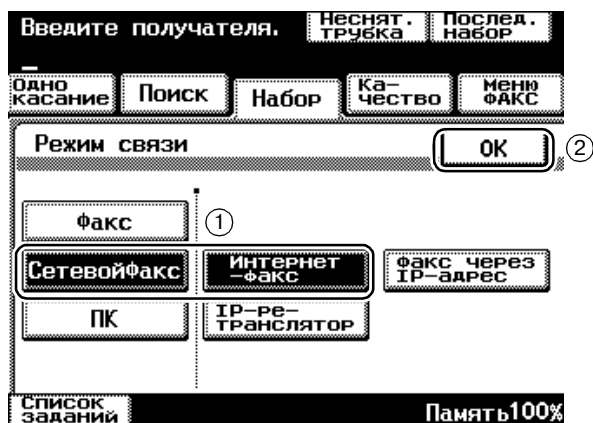 Введите получателя.
Неснят. трубка
Послед. набор
Одно касание
Поиск
Набор
Ка- чество
Меню ФАКС
Режим связи
OK
②
Факс
①
СетевойФакс
Интернет -факс
Факс через IP-адрес
ПК
IP-ре- транслятор
Список заданий
Память100%